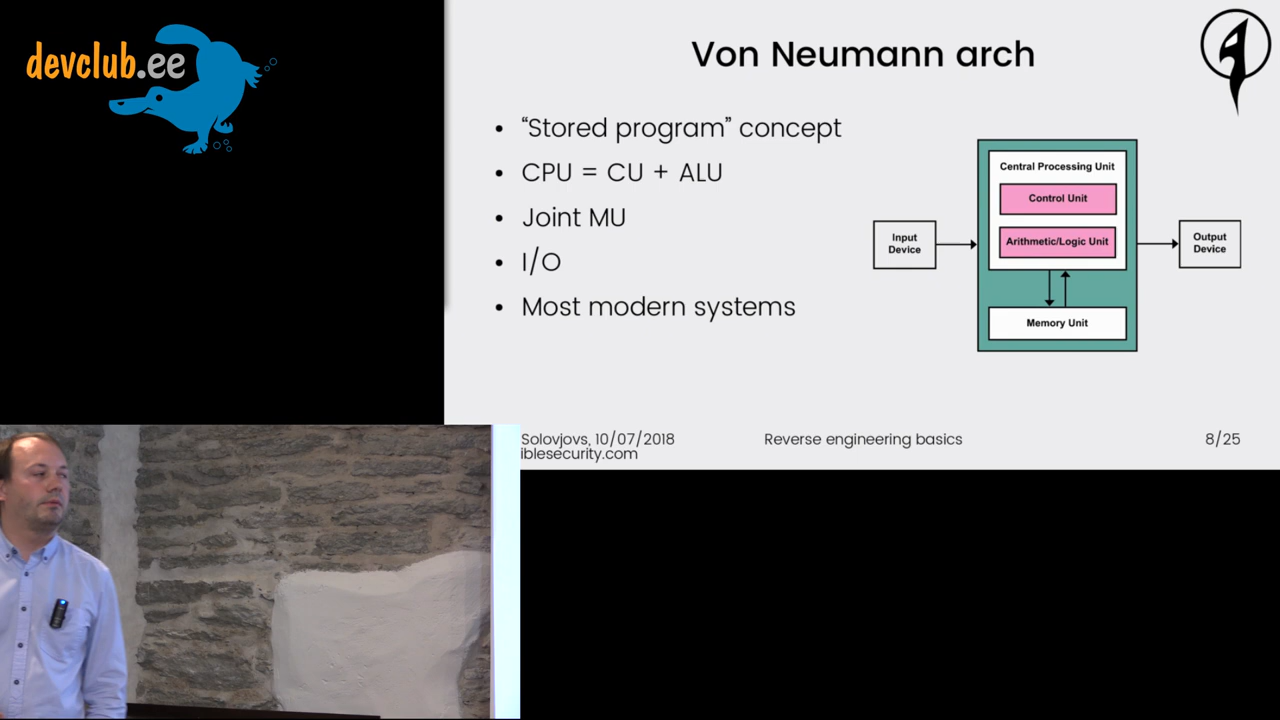 devclub.ee
Von Neumann arch
• “Stored program” concept
• CPU = CU + ALU
• Joint MU
• I/O
• Most modern systems
Central Processing Unit
Control Unit
Arithmetic/Logic Unit
Memory Unit
Input
Device
Output
Device
Solovjovs, 10/07/2018
iblesecurity.com
Reverse engineering basics
8/25